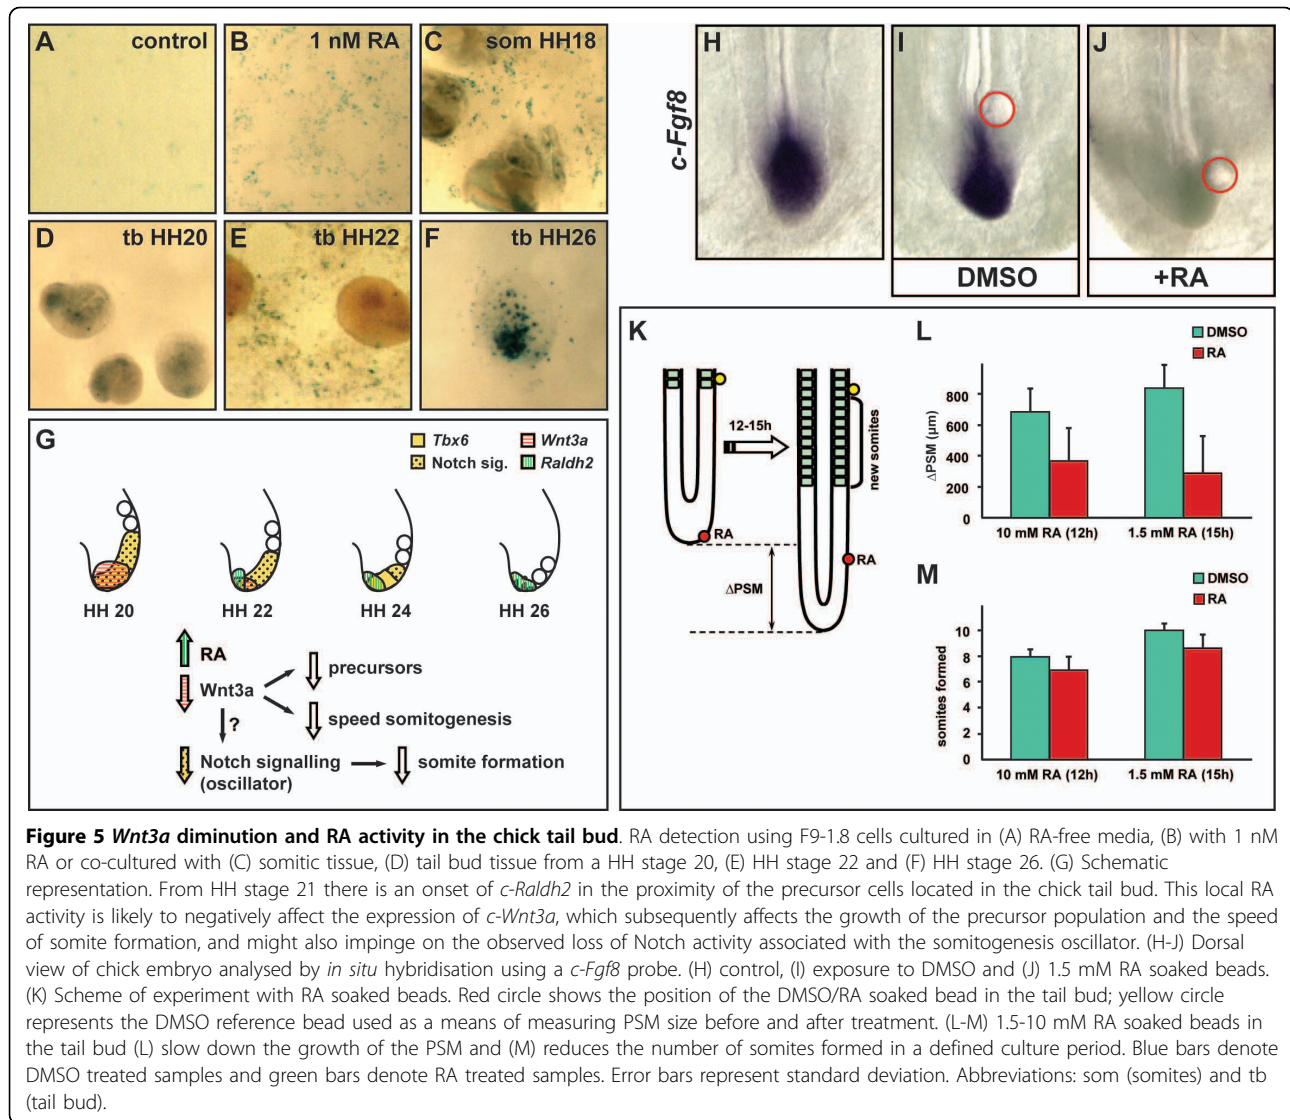 A control
B 1 nM RA
C som HH18
D tb HH20
E tb HH22
F tb HH26
c-Fgf8
H
I
J
DMSO
+RA
G
Tbx6
Wnt3a
Notch sig.
Raldh2
HH 20
HH 22
HH 24
HH 26
RA
Wnt3a
precursors
speed somitogenesis
?
Notch signalling
(oscillator)
somite formation
K
12-15h
new somites
RA
RA
ΔPSM
L
DMSO
RA
ΔPSM (µm)
800
600
400
200
0
10 mM RA (12h)
1.5 mM RA (15h)
M
DMSO
RA
somites formed
10
8
6
4
2
0
10 mM RA (12h)
1.5 mM RA (15h)
Figure 5 Wnt3a diminution and RA activity in the chick tail bud. RA detection using F9-1.8 cells cultured in (A) RA-free media, (B) with 1 nM
RA or co-cultured with (C) somitic tissue, (D) tail bud tissue from a HH stage 20, (E) HH stage 22 and (F) HH stage 26. (G) Schematic
representation. From HH stage 21 there is an onset of c-Raldh2 in the proximity of the precursor cells located in the chick tail bud. This local RA
activity is likely to negatively affect the expression of c-Wnt3a, which subsequently affects the growth of the precursor population and the speed
of somite formation, and might also impinge on the observed loss of Notch activity associated with the somitogenesis oscillator. (H-J) Dorsal
view of chick embryo analysed by in situ hybridisation using a c-Fgf8 probe. (H) control, (I) exposure to DMSO and (J) 1.5 mM RA soaked beads.
(K) Scheme of experiment with RA soaked beads. Red circle shows the position of the DMSO/RA soaked bead in the tail bud; yellow circle
represents the DMSO reference bead used as a means of measuring PSM size before and after treatment. (L-M) 1.5-10 mM RA soaked beads in
the tail bud (L) slow down the growth of the PSM and (M) reduces the number of somites formed in a defined culture period. Blue bars denote
DMSO treated samples and green bars denote RA treated samples. Error bars represent standard deviation. Abbreviations: som (somites) and tb
(tail bud).